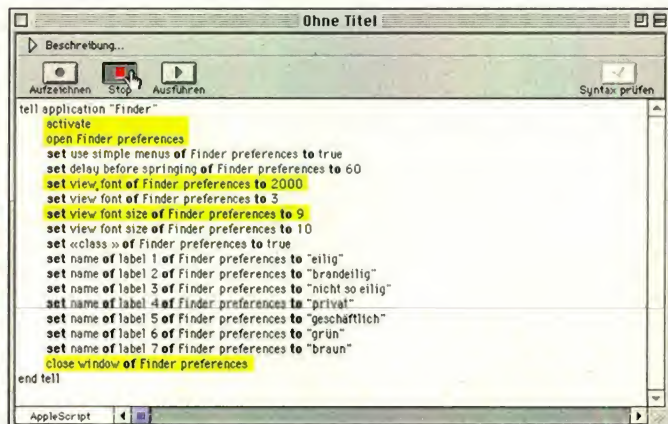 Ohne Titel
Beschreibung...
Aufzeichnen Stop Ausführen Syntax prüfen
tell application "Finder"
activate
open Finder preferences
set use simple menus of Finder preferences to true
set delay before springing of Finder preferences to 60
set view font of Finder preferences to 2000
set view font of Finder preferences to 3
set view font size of Finder preferences to 9
set view font size of Finder preferences to 10
set «class » of Finder preferences to true
set name of label 1 of Finder preferences to "eilig"
set name of label 2 of Finder preferences to "brandeilig"
set name of label 3 of Finder preferences to "nicht so eilig"
set name of label 4 of Finder preferences to "privat"
set name of label 5 of Finder preferences to "geschäftlich"
set name of label 6 of Finder preferences to "grün"
set name of label 7 of Finder preferences to "braun"
close window of Finder preferences
end tell
AppleScript